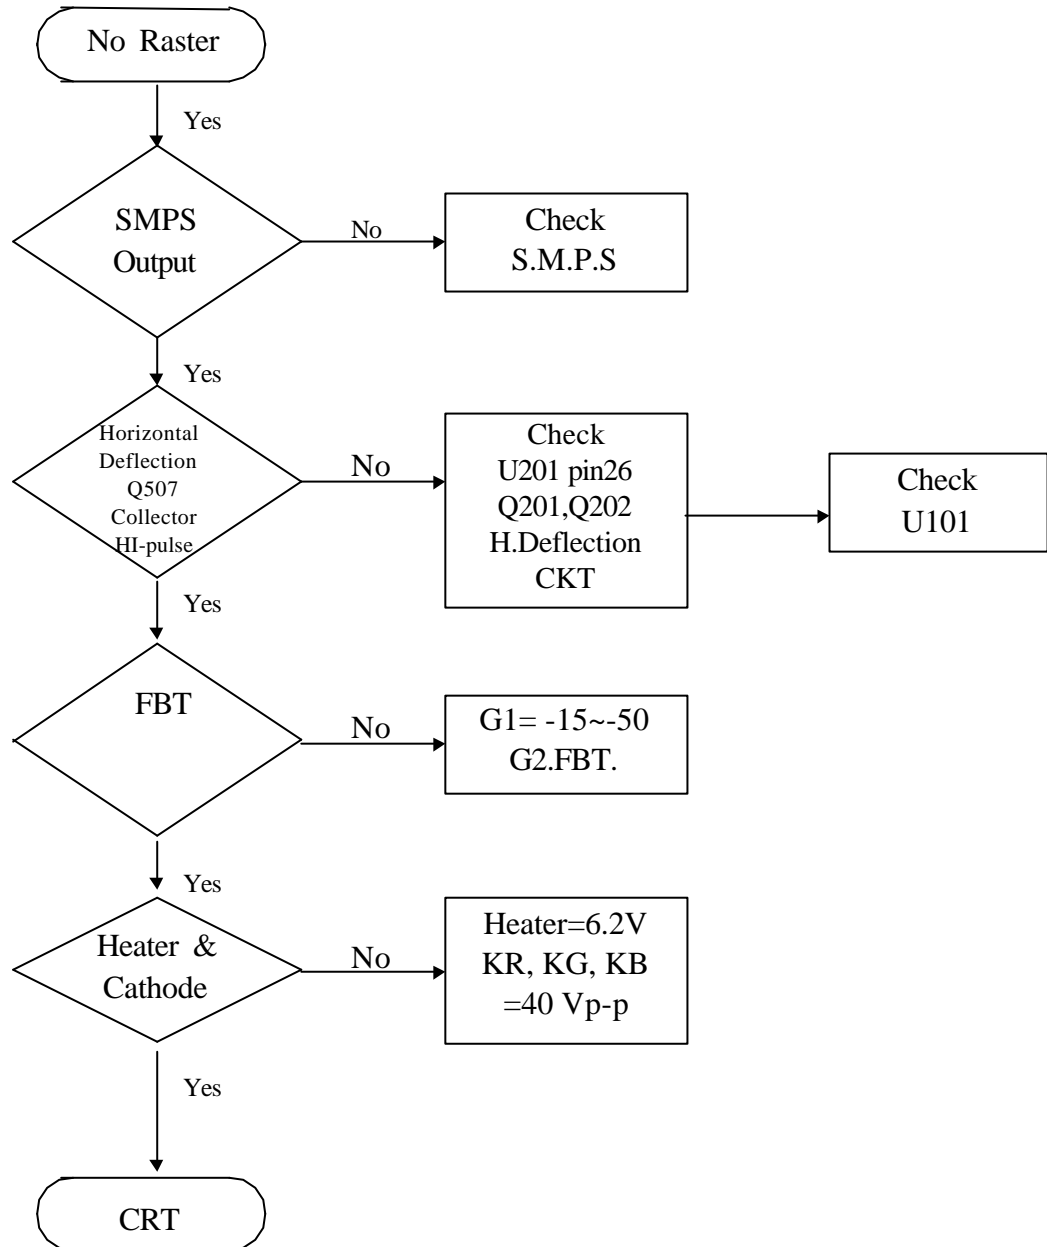 No Raster
Yes
SMPS
Output
No
Check
S.M.P.S
Yes
Horizontal
Deflection
Q507
Collector
HI-pulse
No
Check
U201 pin26
Q201,Q202
H.Deflection
CKT
Check
U101
Yes
FBT
No
G1= -15~-50
G2.FBT.
Yes
Heater &
Cathode
No
Heater=6.2V
KR, KG, KB
=40 Vp-p
Yes
CRT